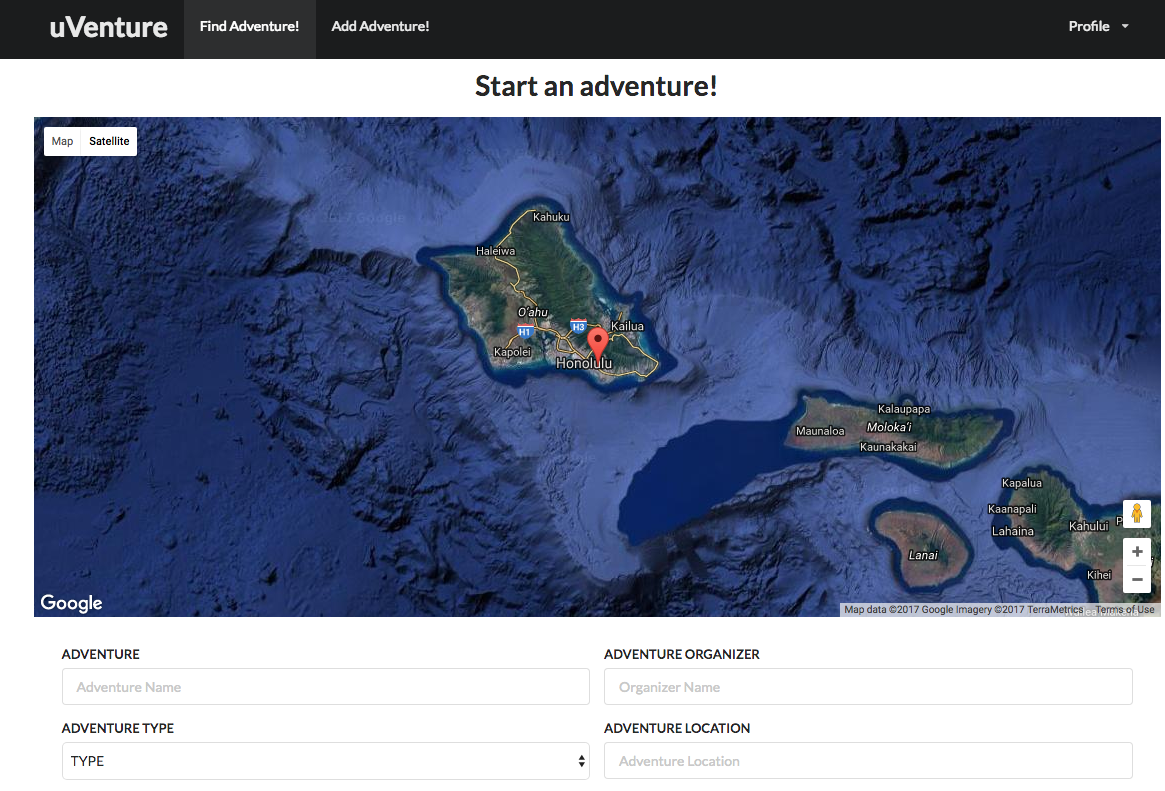 uVenture Find Adventure! Add Adventure! Profile
Start an adventure!
Map Satellite
Kahuku
Haleiwa
O'ahu
H1 H3 Kailua
Kapolei
Honolulu
Kalaupapa
Maunaloa Moloka'i
Kaunakakai
Kapalua
Kaanapali
Lahaina Kahului
Lanai
Kihei
Google
Map data ©2017 Google Imagery ©2017 TerraMetrics Terms of Use
ADVENTURE ADVENTURE ORGANIZER
Adventure Name Organizer Name
ADVENTURE TYPE ADVENTURE LOCATION
TYPE Adventure Location